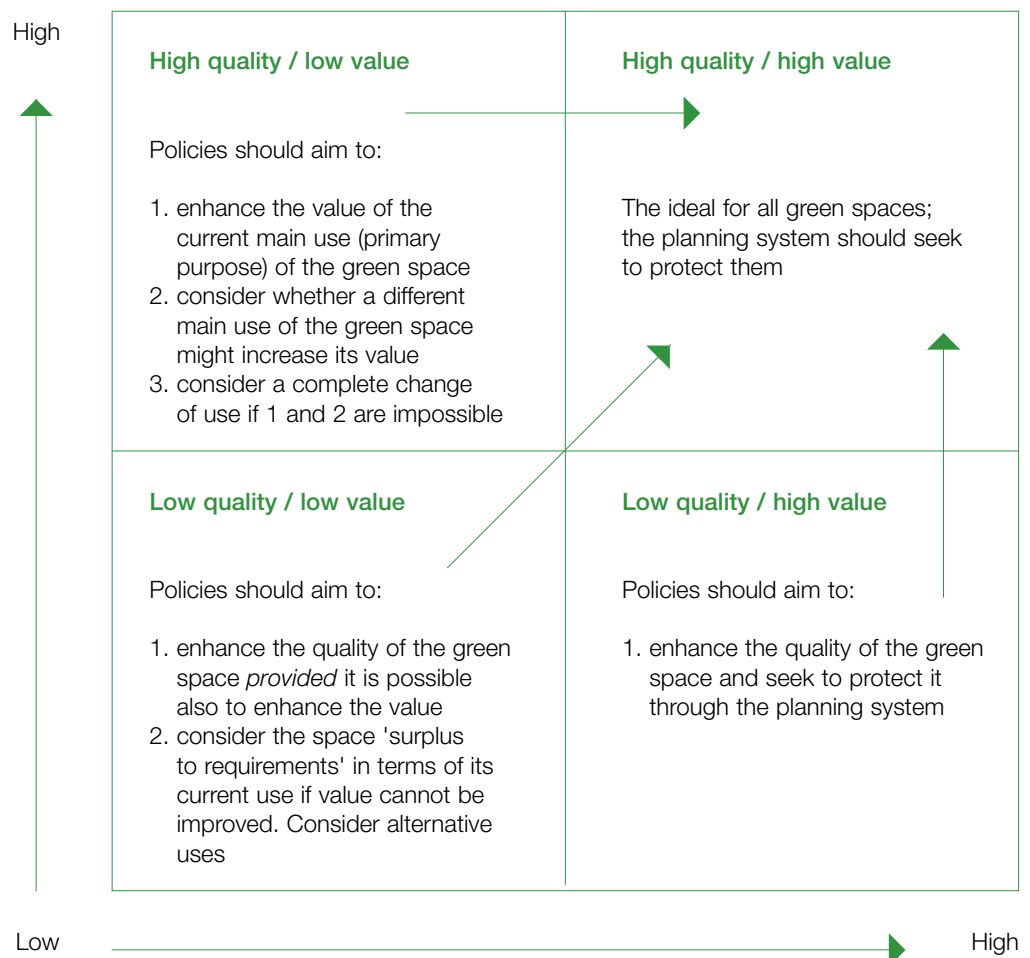 High
High quality / low value
Policies should aim to:
1. enhance the value of the
current main use (primary
purpose) of the green space
2. consider whether a different
main use of the green space
might increase its value
3. consider a complete change
of use if 1 and 2 are impossible
High quality / high value
The ideal for all green spaces;
the planning system should seek
to protect them
Low quality / low value
Policies should aim to:
1. enhance the quality of the green
space provided it is possible
also to enhance the value
2. consider the space 'surplus
to requirements' in terms of its
current use if value cannot be
improved. Consider alternative
uses
Low quality / high value
Policies should aim to:
1. enhance the quality of the green
space and seek to protect it
through the planning system
Low
High